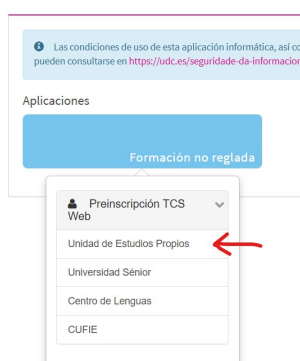 Las condiciones de uso de esta aplicación informática, así co
pueden consultarse en https://udc.es/seguridade-da-informacion
Aplicaciones
Formación no reglada
Preinscripción TCS
Web
Unidad de Estudios Propios
Universidad Sénior
Centro de Lenguas
CUFIE